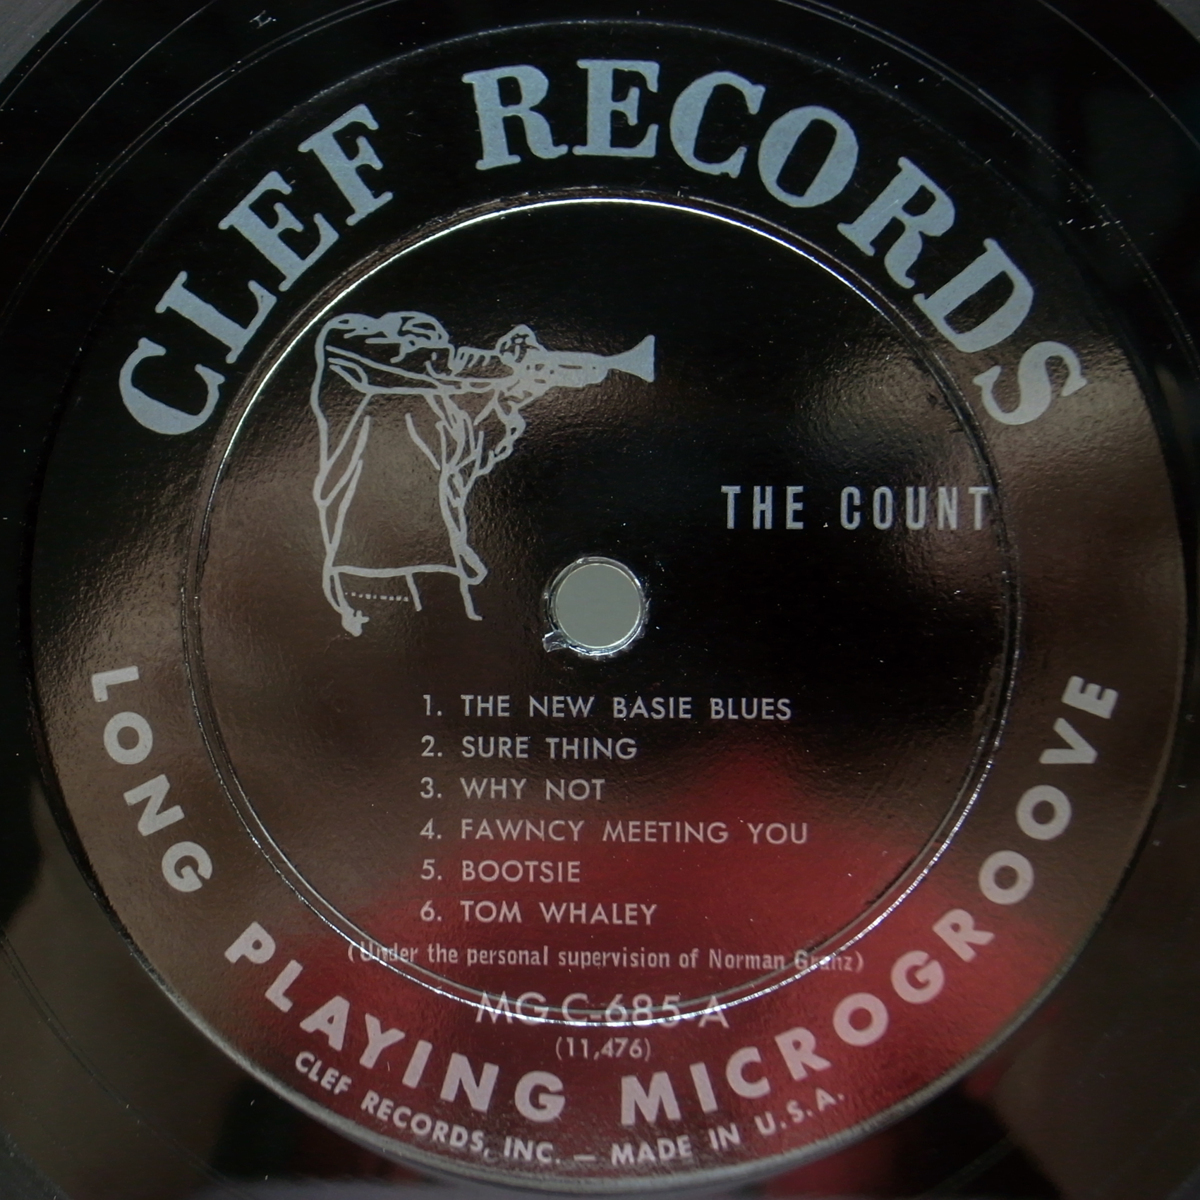 CLEF RECORDS
THE COUNT
1. THE NEW BASIE BLUES
2. SURE THING
3. WHY NOT
4. FAWNCY MEETING YOU
5. BOOTSIE
6. TOM WHALEY
(Under the personal supervision of Norman Granz)
MG C-685-A
(11,476)
LONG PLAYING MICROGROOVE
CLEF RECORDS, INC. — MADE IN U.S.A.